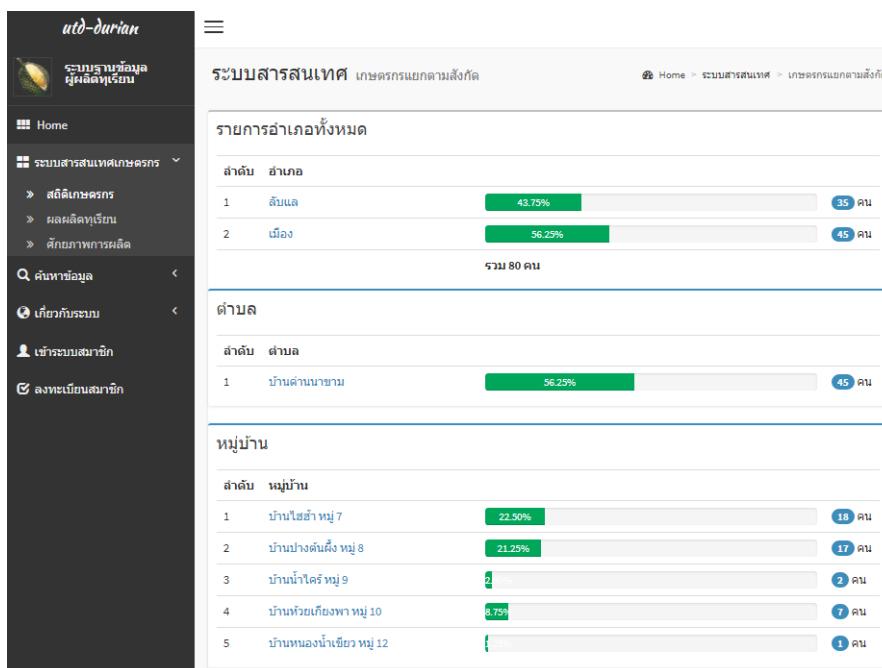 utd-durian
ระบบฐานข้อมูล
ผู้ผลิตทุเรียน
Home
ระบบสารสนเทศเกษตรกร
» สถิติเกษตรกร
» ผลผลิตทุเรียน
» ศักยภาพการผลิต
ค้นหาข้อมูล
เกี่ยวกับระบบ
เข้าระบบสมาชิก
ลงทะเบียนสมาชิก
ระบบสารสนเทศ เกษตรกรแยกตามสังกัด
Home > ระบบสารสนเทศ > เกษตรกรแยกตามสังกั
รายการอำเภอทั้งหมด
ลำดับ อำเภอ
1 ลับแล 43.75% 35 คน
2 เมือง 56.25% 45 คน
รวม 80 คน
ตำบล
ลำดับ ตำบล
1 บ้านด่านนาขาม 56.25% 45 คน
หมู่บ้าน
ลำดับ หมู่บ้าน
1 บ้านไฮฮ้า หมู่ 7 22.50% 18 คน
2 บ้านปางต้นผึ้ง หมู่ 8 21.25% 17 คน
3 บ้านน้ำไคร้ หมู่ 9 2 คน
4 บ้านห้วยเกียงพา หมู่ 10 8.75% 7 คน
5 บ้านหนองน้ำเขียว หมู่ 12 1 คน